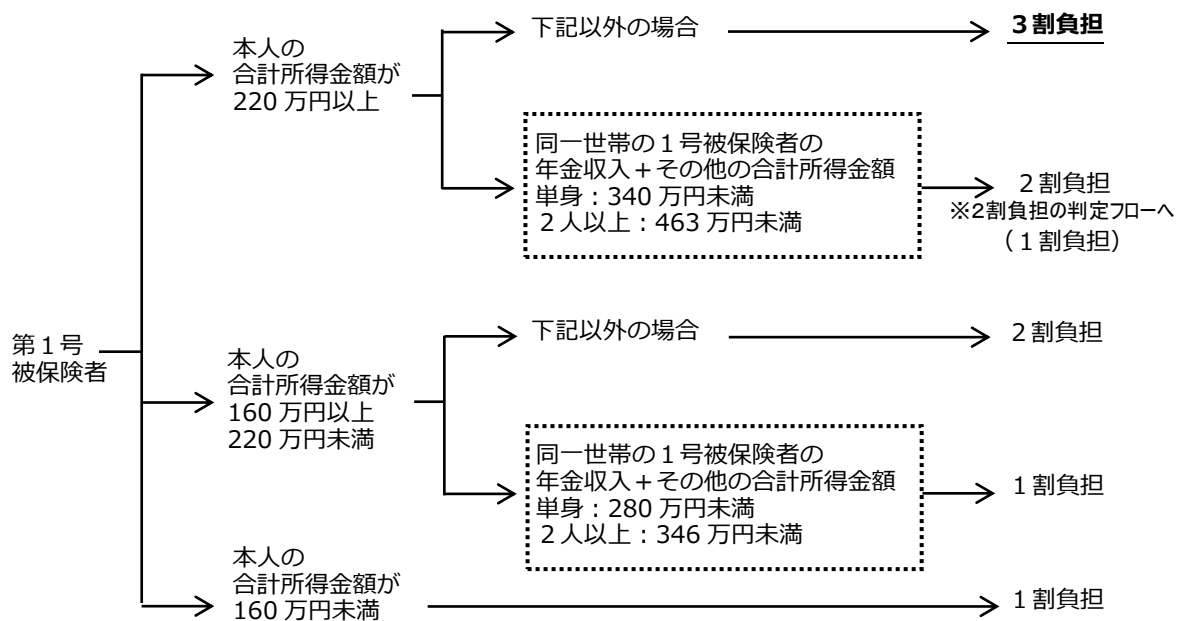 下記以外の場合
３割負担
本人の
合計所得金額が
220 万円以上
同一世帯の１号被保険者の
年金収入＋その他の合計所得金額
単身：340 万円未満
２人以上：463 万円未満
２割負担
※2割負担の判定フローへ
（１割負担）
第１号
被保険者
下記以外の場合
２割負担
本人の
合計所得金額が
160 万円以上
220 万円未満
同一世帯の１号被保険者の
年金収入＋その他の合計所得金額
単身：280 万円未満
２人以上：346 万円未満
１割負担
本人の
合計所得金額が
160 万円未満
１割負担